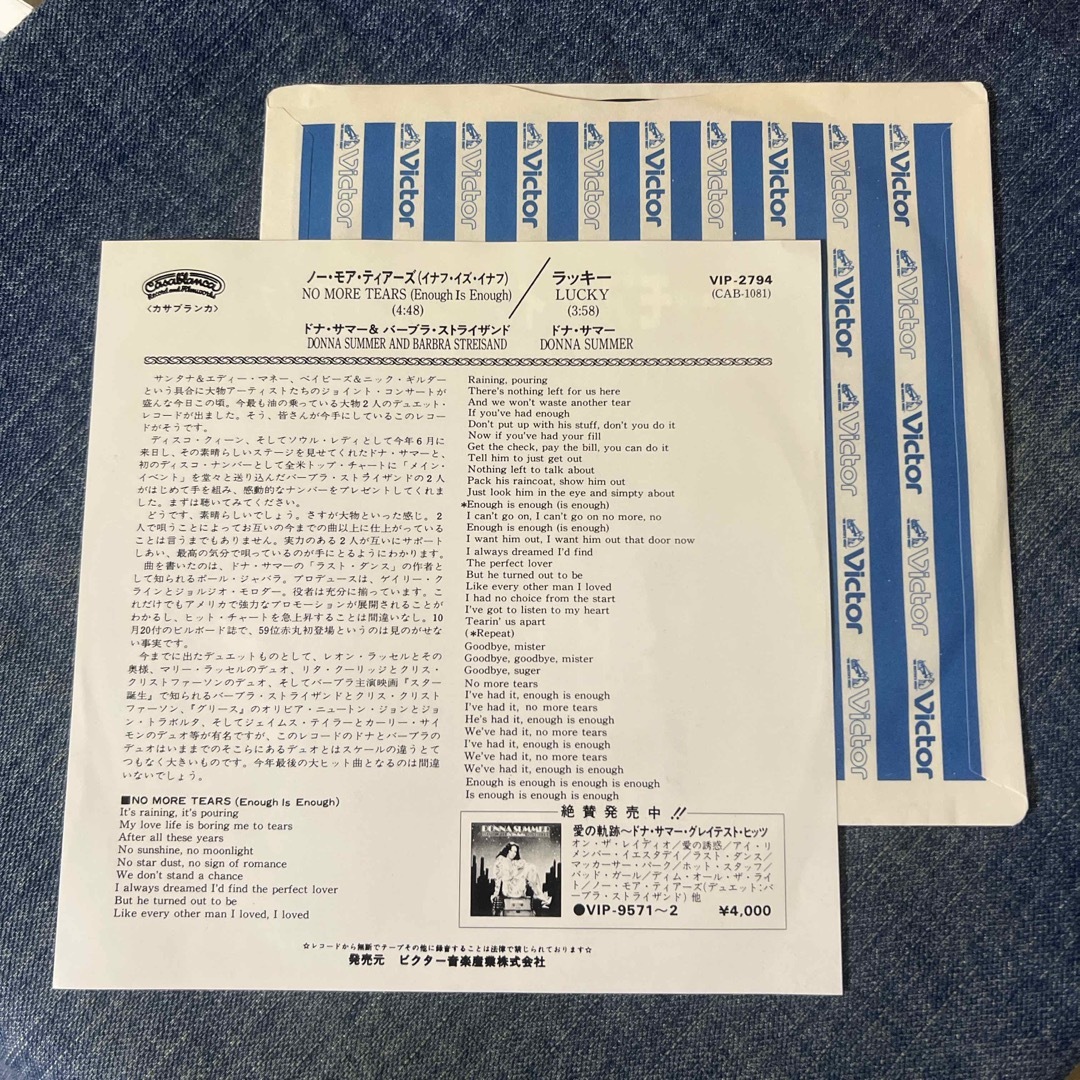 Casablanca
Record and Filmworks
〈カサブランカ〉
ノー・モア・ティアーズ(イナフ・イズ・イナフ)
NO MORE TEARS (Enough Is Enough)
(4:48)
ドナ・サマー& バーブラ・ストライザンド
DONNA SUMMER AND BARBRA STREISAND
ラッキー
LUCKY
(3:58)
ドナ・サマー
DONNA SUMMER
VIP-2794
(CAB-1081)
サンタナ&エディー・マネー、ベイビーズ&ニック・ギルダー
という具合に大物アーティストたちのジョイント・コンサートが
盛んな今日この頃。今最も油の乗っている大物2人のデュエット・
レコードが出ました。そう、皆さんが今手にしているこのレコー
ドがそうです。
ディスコ・クィーン、そしてソウル・レディとして今年6月に
来日し、その素晴らしいステージを見せてくれたドナ・サマーと、
初のディスコ・ナンバーとして全米トップ・チャートに「メイン・
イベント」を堂々と送り込んだバーブラ・ストライザンドの2人
がはじめて手を組み、感動的なナンバーをプレゼントしてくれま
した。まずは聴いてみてください。
どうです、素晴らしいでしょう。さすが大物といった感じ。2
人で唄うことによってお互いの今までの曲以上に仕上がっている
ことは言うまでもありません。実力のある2人が互いにサポート
しあい、最高の気分で唄っているのが手にとるようにわかります。
曲を書いたのは、ドナ・サマーの「ラスト・ダンス」の作者と
して知られるポール・ジャバラ。プロデュースは、ゲイリー・ク
ラインとジョルジオ・モロダー。役者は充分に揃っています。こ
れだけでもアメリカで強力なプロモーションが展開されることが
わかるし、ヒット・チャートを急上昇することは間違いなし。10
月20付のビルボード誌で、59位赤丸初登場というのは見のがせな
い事実です。
今までに出たデュエットものとして、レオン・ラッセルとその
奥様、マリー・ラッセルのデュオ、リタ・クーリッジとクリス・
クリストファーソンのデュオ、そしてバーブラ主演映画『スター
誕生』で知られるバーブラ・ストライザンドとクリス・クリスト
ファーソン、『グリース』のオリビア・ニュートン・ジョンとジョ
ン・トラボルタ、そしてジェイムス・テイラーとカーリー・サイ
モンのデュオ等が有名ですが、このレコードのドナとバーブラの
デュオはいままでのそこらにあるデュオとはスケールの違うとて
つもなく大きいものです。今年最後の大ヒット曲となるのは間違
いないでしょう。
■NO MORE TEARS (Enough Is Enough)
It's raining, it's pouring
My love life is boring me to tears
After all these years
No sunshine, no moonlight
No star dust, no sign of romance
We don't stand a chance
I always dreamed I'd find the perfect lover
But he turned out to be
Like every other man I loved, I loved
Raining, pouring
There's nothing left for us here
And we won't waste another tear
If you've had enough
Don't put up with his stuff, don't you do it
Now if you've had your fill
Get the check, pay the bill, you can do it
Tell him to just get out
Nothing left to talk about
Pack his raincoat, show him out
Just look him in the eye and simpty about
*Enough is enough (is enough)
I can't go on, I can't go on no more, no
Enough is enough (is enough)
I want him out, I want him out that door now
I always dreamed I'd find
The perfect lover
But he turned out to be
Like every other man I loved
I had no choice from the start
I've got to listen to my heart
Tearin' us apart
(*Repeat)
Goodbye, mister
Goodbye, goodbye, mister
Goodbye, suger
No more tears
I've had it, enough is enough
I've had it, no more tears
He's had it, enough is enough
We've had it, no more tears
I've had it, enough is enough
We've had it, no more tears
We've had it, enough is enough
Enough is enough is enough is enough
Is enough is enough is enough
絶賛発売中!!
DONNA SUMMER
愛の軌跡〜ドナ・サマー・グレイテスト・ヒッツ
オン・ザ・レイディオ/愛の誘惑/アイ・リ
メンバー・イエスタデイ/ラスト・ダンス/
マッカーサー・パーク/ホット・スタッフ/
バッド・ガール/ディム・オール・ザ・ライ
ト/ノー・モア・ティアーズ(デュエット:バ
ーブラ・ストライザンド) 他
●VIP-9571〜2 ¥4,000
☆レコードから無断でテープその他に録音することは法律で禁じられております☆
発売元 ビクター音楽産業株式会社
Victor Victor Victor Victor Victor Victor Victor Victor Victor Victor
Victor Victor
Victor Victor
Victor Victor
Victor Victor